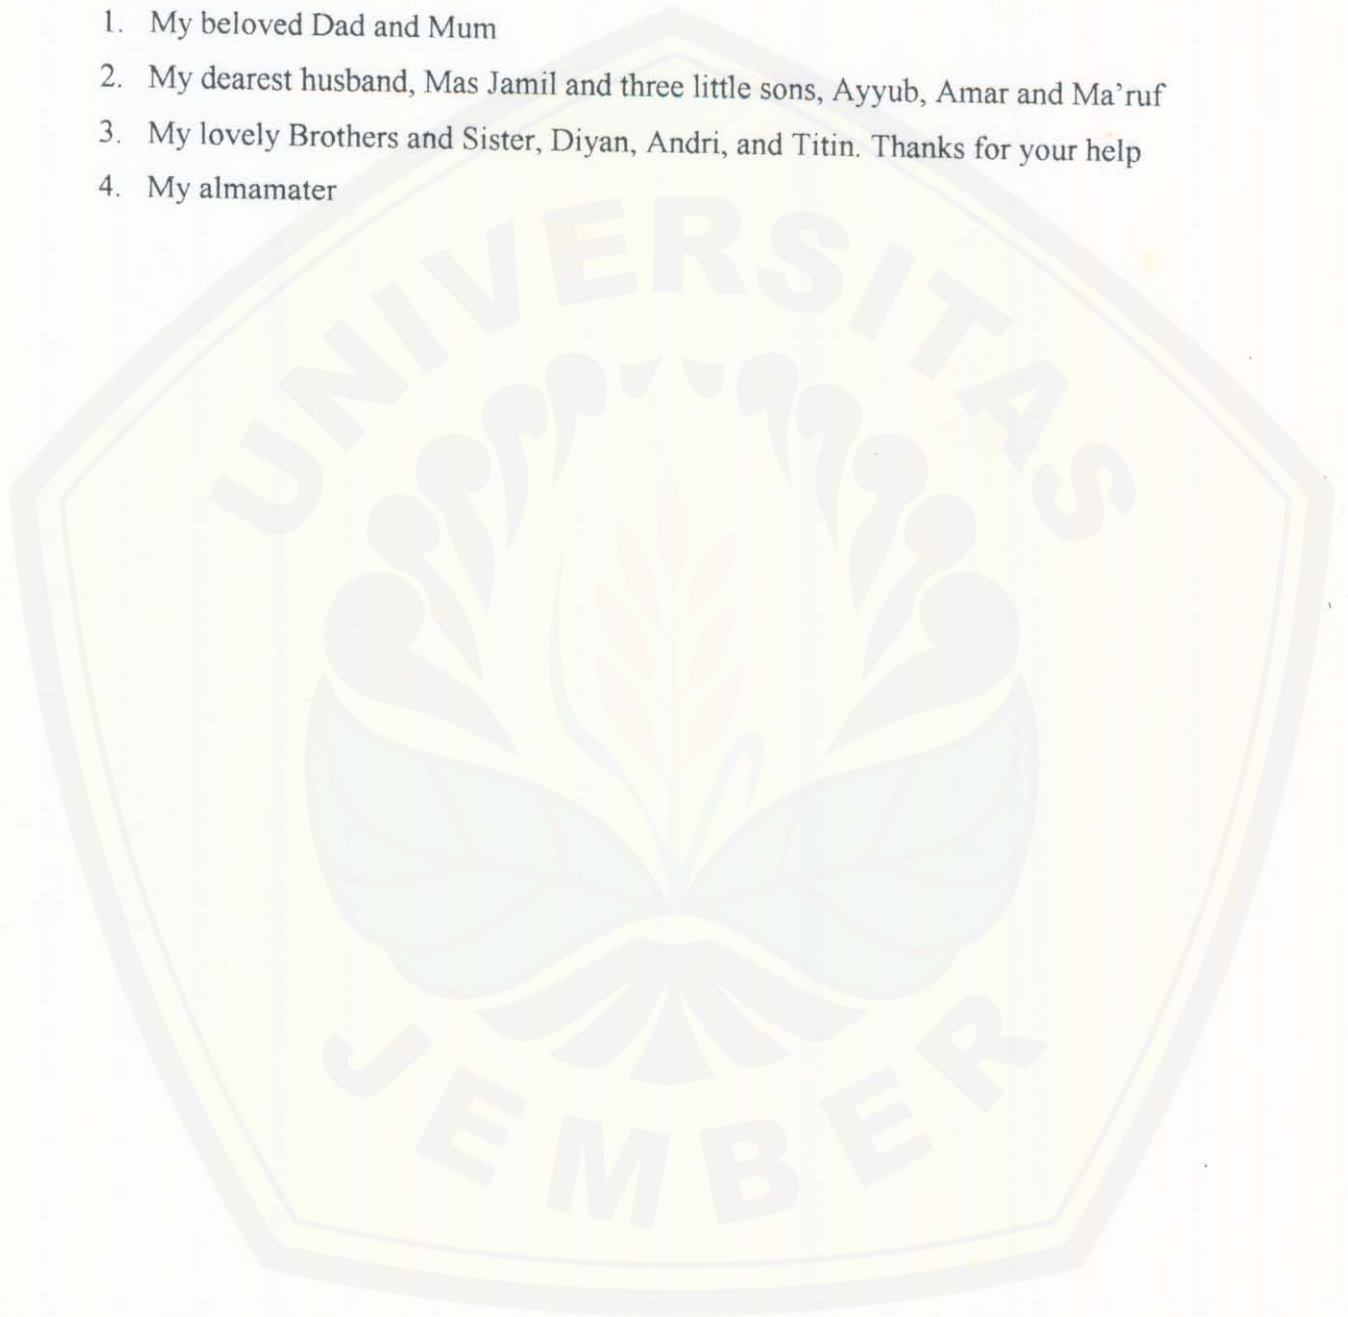 1. My beloved Dad and Mum
2. My dearest husband, Mas Jamil and three little sons, Ayyub, Amar and Ma'ruf
3. My lovely Brothers and Sister, Diyan, Andri, and Titin. Thanks for your help
4. My almamater
UNIVERSITAS
JEMBER